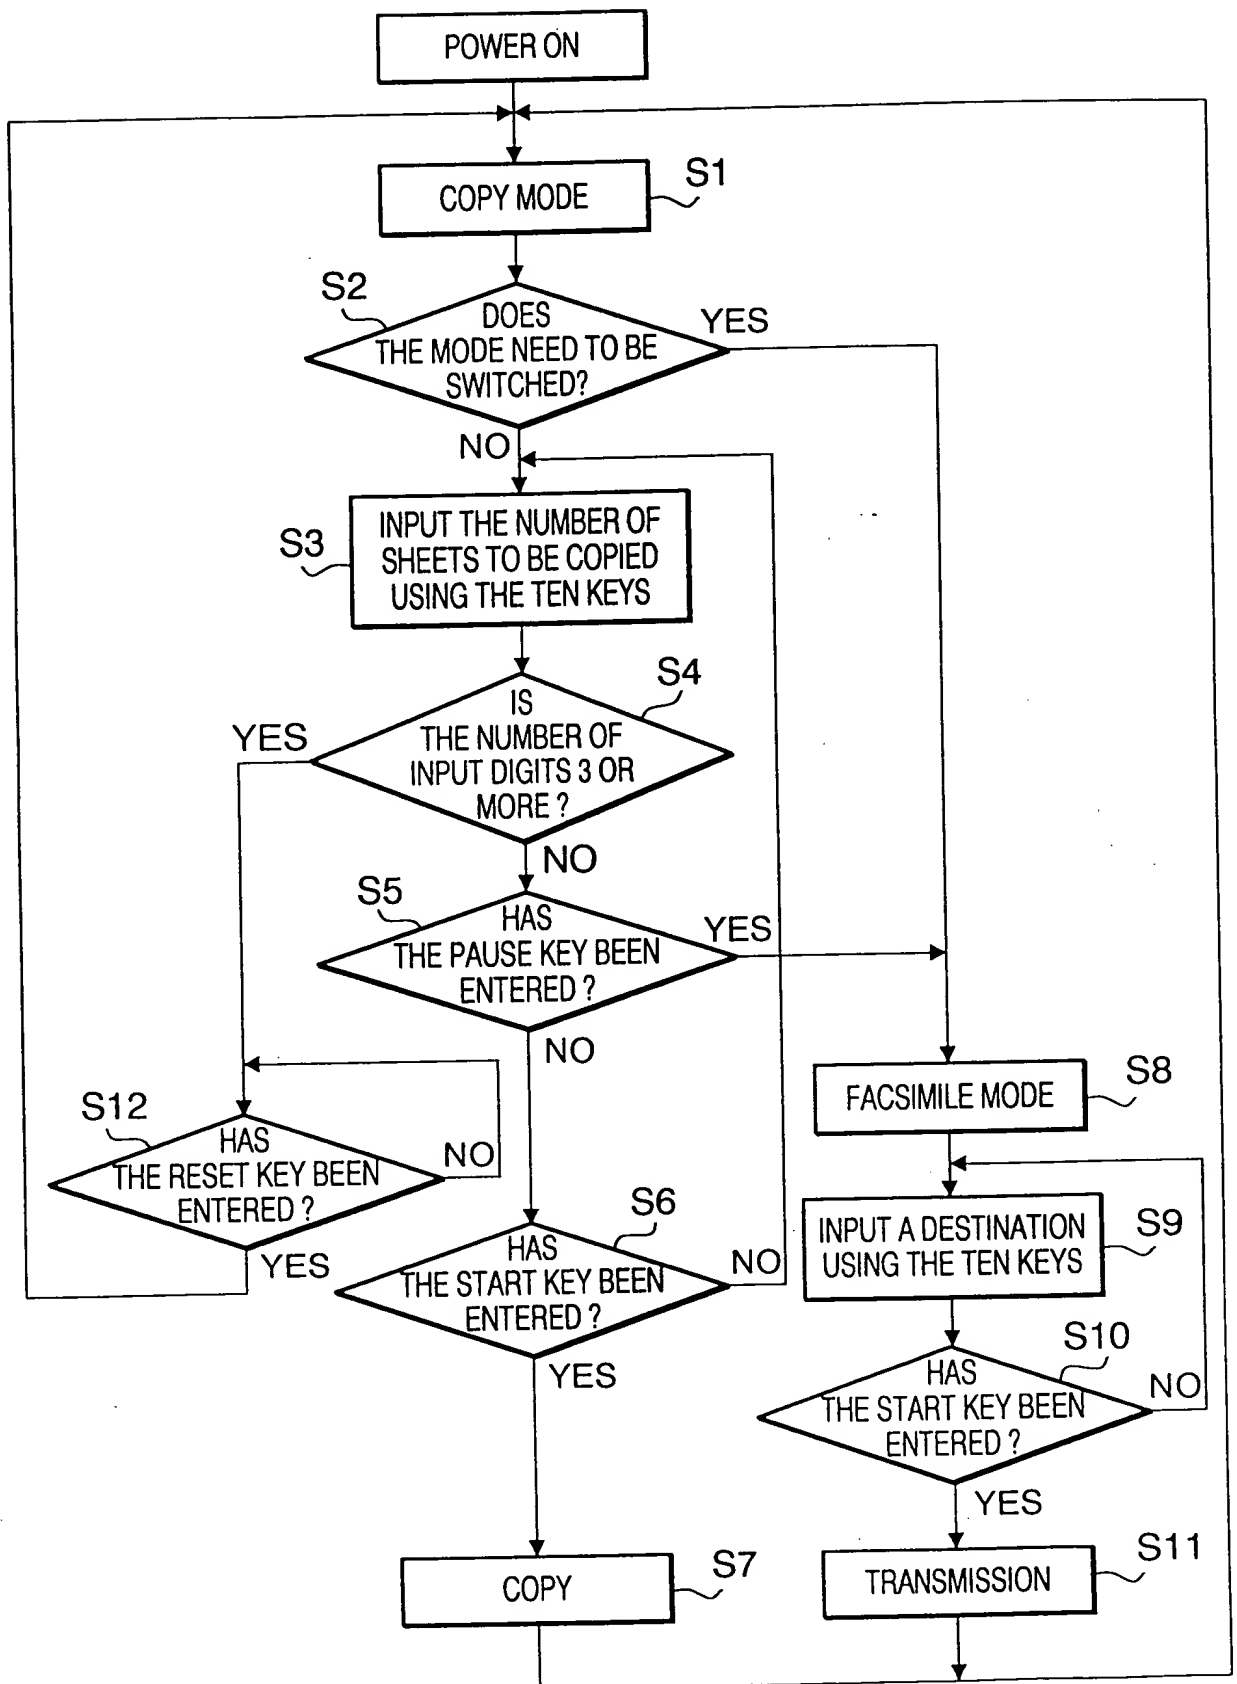 POWER ON
COPY MODE
S1
S2
DOES
THE MODE NEED TO BE
SWITCHED?
YES
NO
S3
INPUT THE NUMBER OF
SHEETS TO BE COPIED
USING THE TEN KEYS
S4
IS
THE NUMBER OF
INPUT DIGITS 3 OR
MORE ?
YES
NO
S5
HAS
THE PAUSE KEY BEEN
ENTERED ?
YES
NO
S12
HAS
THE RESET KEY BEEN
ENTERED ?
NO
YES
S6
HAS
THE START KEY BEEN
ENTERED ?
NO
YES
COPY
S7
FACSIMILE MODE
S8
INPUT A DESTINATION
USING THE TEN KEYS
S9
S10
HAS
THE START KEY BEEN
ENTERED ?
NO
YES
TRANSMISSION
S11